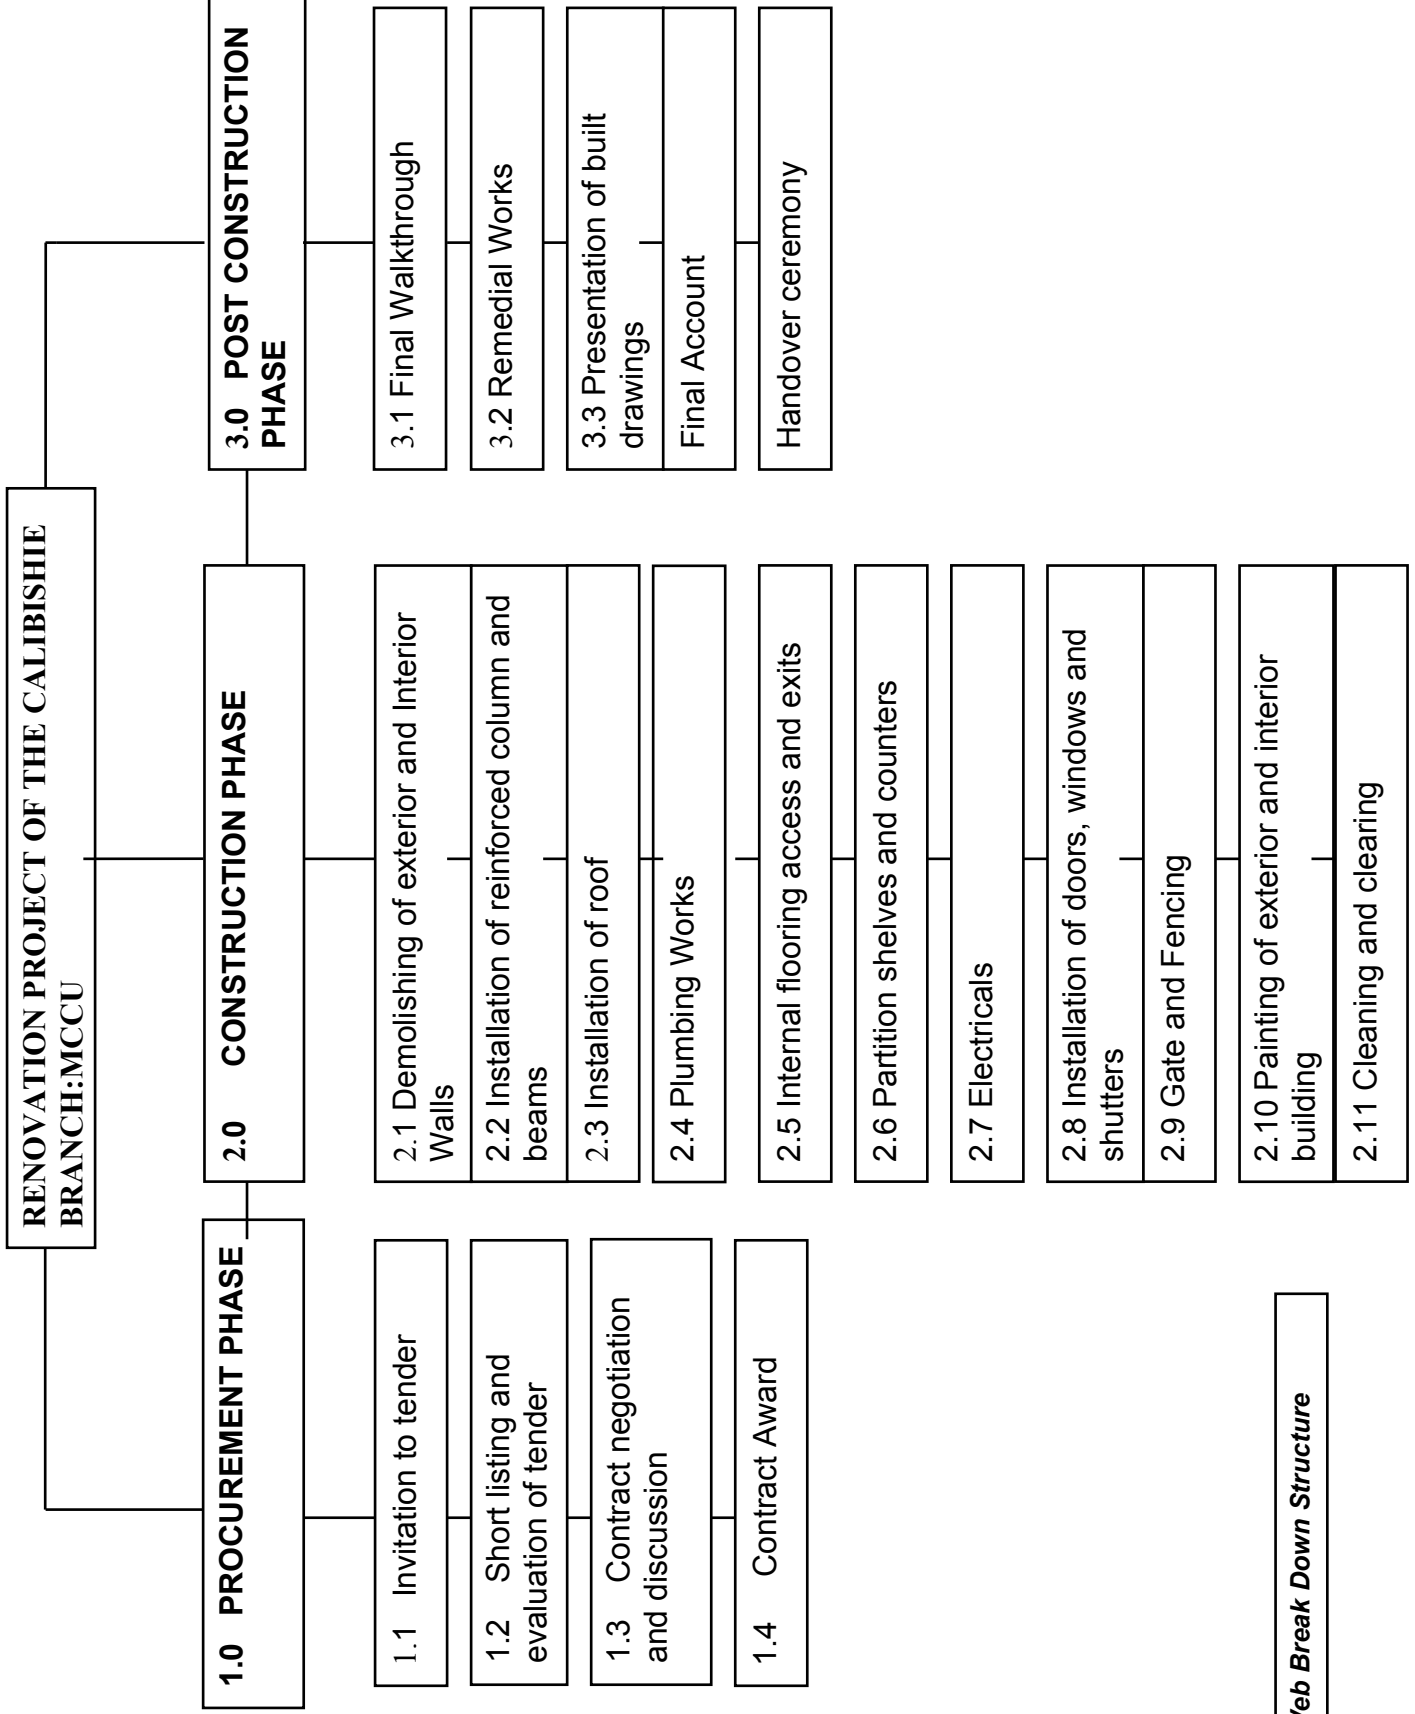 RENOVATION PROJECT OF THE CALIBISHIE
BRANCH:MCCU
1.0 PROCUREMENT PHASE
1.1 Invitation to tender
1.2 Short listing and
evaluation of tender
1.3 Contract negotiation
and discussion
1.4 Contract Award
2.0 CONSTRUCTION PHASE
2.1 Demolishing of exterior and Interior
Walls
2.2 Installation of reinforced column and
beams
2.3 Installation of roof
2.4 Plumbing Works
2.5 Internal flooring access and exits
2.6 Partition shelves and counters
2.7 Electricals
2.8 Installation of doors, windows and
shutters
2.9 Gate and Fencing
2.10 Painting of exterior and interior
building
2.11 Cleaning and clearing
3.0 POST CONSTRUCTION
PHASE
3.1 Final Walkthrough
3.2 Remedial Works
3.3 Presentation of built
drawings
Final Account
Handover ceremony
Break Down Structure